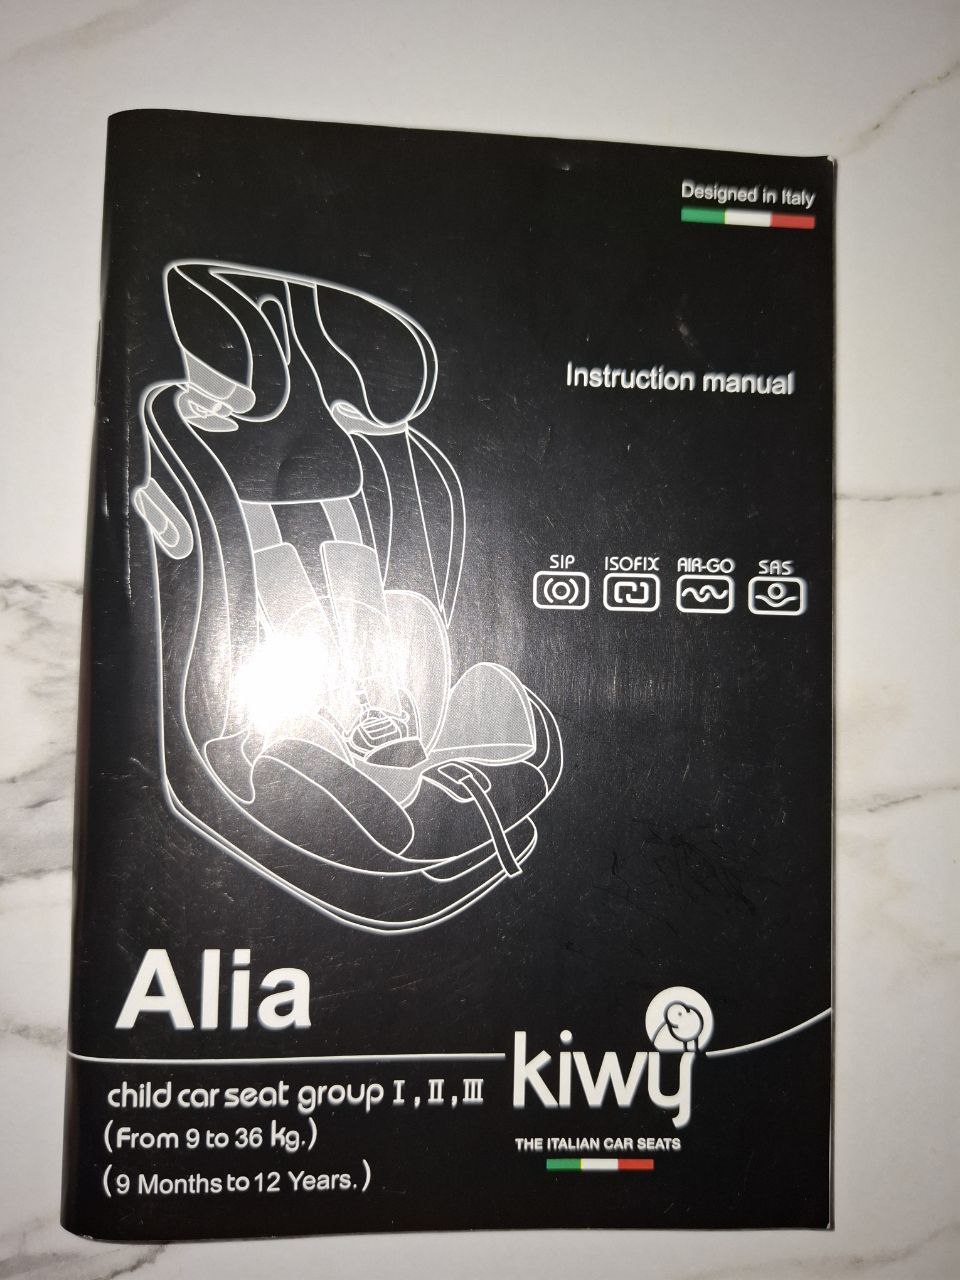 Designed in Italy
Instruction manual
SIP ISOFIX AIR-GO SAS
Alia
child car seat group I, II, III
(From 9 to 36 kg.)
(9 Months to 12 Years.)
kiwy
THE ITALIAN CAR SEATS